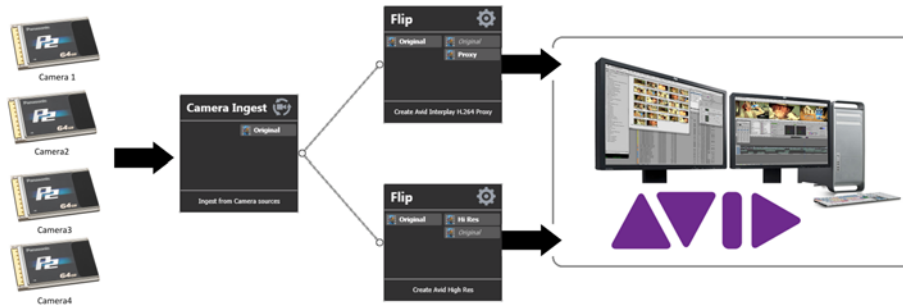 Panasonic
P2
64GB
Camera 1
Panasonic
P2
64GB
Camera2
Panasonic
P2
64GB
Camera3
Panasonic
P2
64GB
Camera4
Camera Ingest
Original
Ingest from Camera sources
Flip
Original
Original
Proxy
Create Avid Interplay H.264 Proxy
Flip
Original
Hi Res
Original
Create Avid High Res
AVID